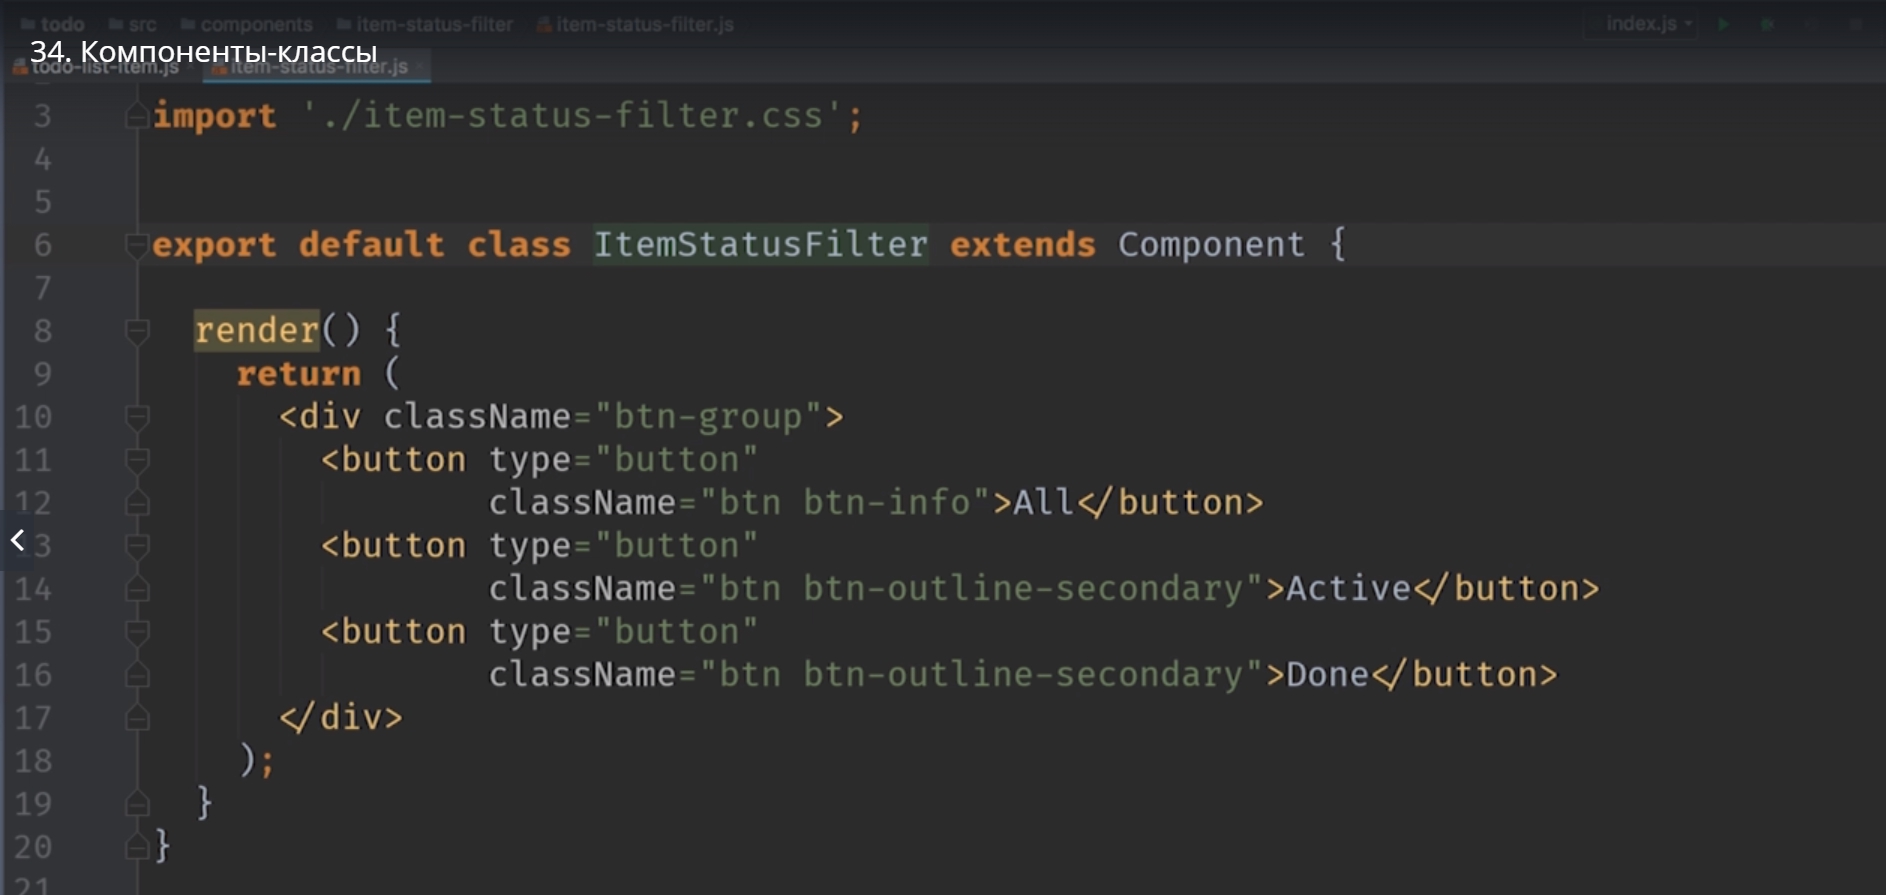 todo src components item-status-filter item-status-filter.js index.js
34. Компоненты-классы
todo-list-item.js item-status-filter.js
3 import './item-status-filter.css';
4
5
6 export default class ItemStatusFilter extends Component {
7
8 render() {
9 return (
10 <div className="btn-group">
11 <button type="button"
12 className="btn btn-info">All</button>
13 <button type="button"
14 className="btn btn-outline-secondary">Active</button>
15 <button type="button"
16 className="btn btn-outline-secondary">Done</button>
17 </div>
18 );
19 }
20 }
21